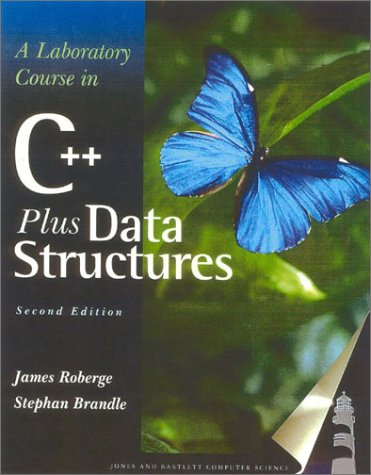 A Laboratory
Course in
C++
Plus Data
Structures
Second Edition
James Roberge
Stephan Brandle
JONES AND BARTLETT COMPUTER SCIENCE